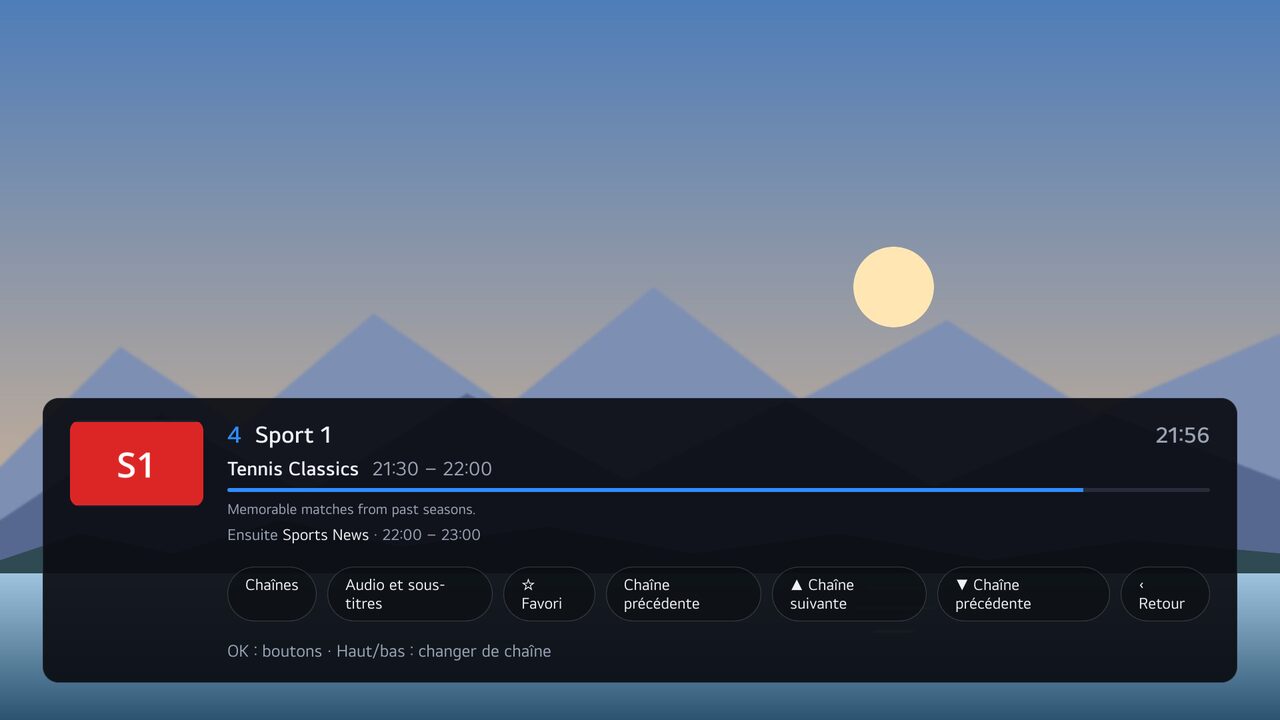 S1
4 Sport 1
21:56
Tennis Classics 21:30 – 22:00
Memorable matches from past seasons.
Ensuite Sports News · 22:00 – 23:00
Chaînes
Audio et sous-
titres
☆
Favori
Chaîne
précédente
▲ Chaîne
suivante
▼ Chaîne
précédente
‹
Retour
OK : boutons · Haut/bas : changer de chaîne